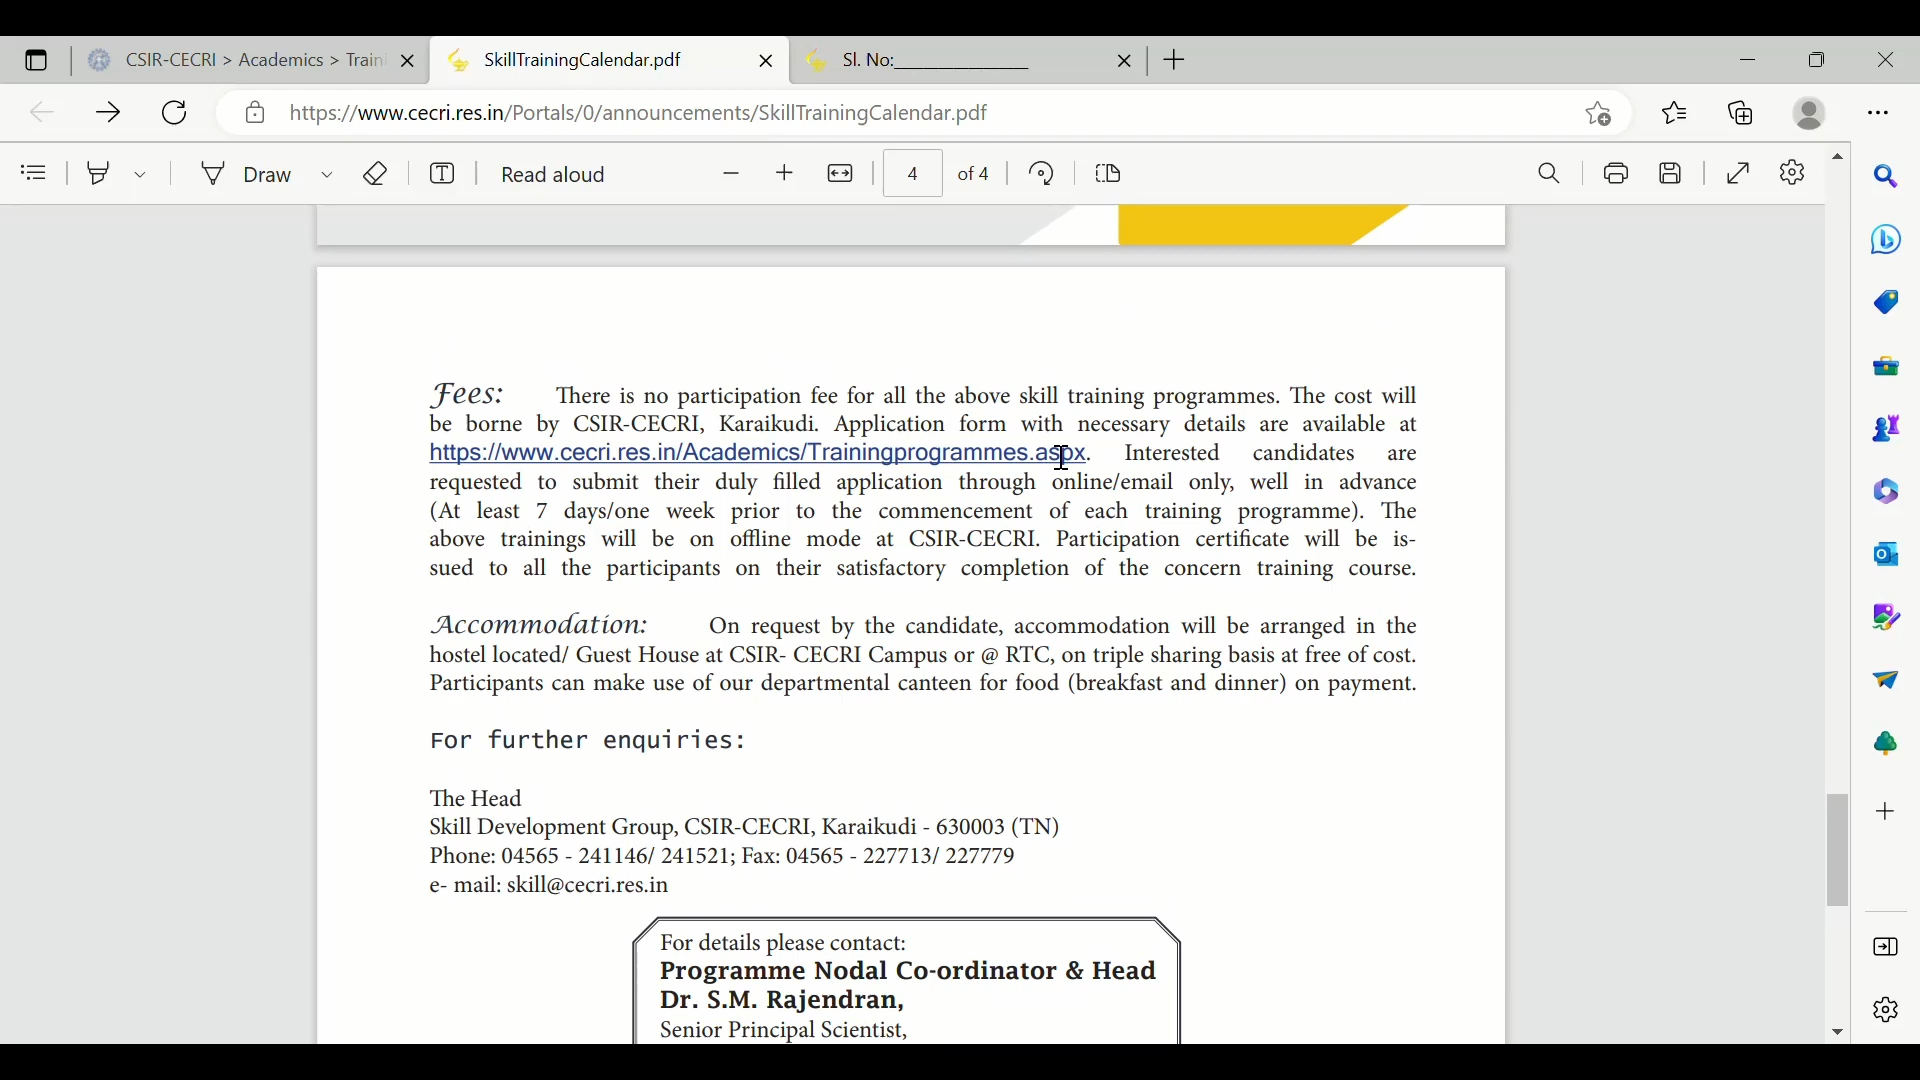 CSIR-CECRI > Academics > Traini
SkillTrainingCalendar.pdf
Sl. No:_______________
https://www.cecri.res.in/Portals/0/announcements/SkillTrainingCalendar.pdf
Draw
Read aloud
4
of 4
Fees: There is no participation fee for all the above skill training programmes. The cost will
be borne by CSIR-CECRI, Karaikudi. Application form with necessary details are available at
https://www.cecri.res.in/Academics/Trainingprogrammes.aspx. Interested candidates are
requested to submit their duly filled application through online/email only, well in advance
(At least 7 days/one week prior to the commencement of each training programme). The
above trainings will be on offline mode at CSIR-CECRI. Participation certificate will be is-
sued to all the participants on their satisfactory completion of the concern training course.
Accommodation: On request by the candidate, accommodation will be arranged in the
hostel located/ Guest House at CSIR- CECRI Campus or @ RTC, on triple sharing basis at free of cost.
Participants can make use of our departmental canteen for food (breakfast and dinner) on payment.
For further enquiries:
The Head
Skill Development Group, CSIR-CECRI, Karaikudi - 630003 (TN)
Phone: 04565 - 241146/ 241521; Fax: 04565 - 227713/ 227779
e- mail: skill@cecri.res.in
For details please contact:
Programme Nodal Co-ordinator & Head
Dr. S.M. Rajendran,
Senior Principal Scientist,